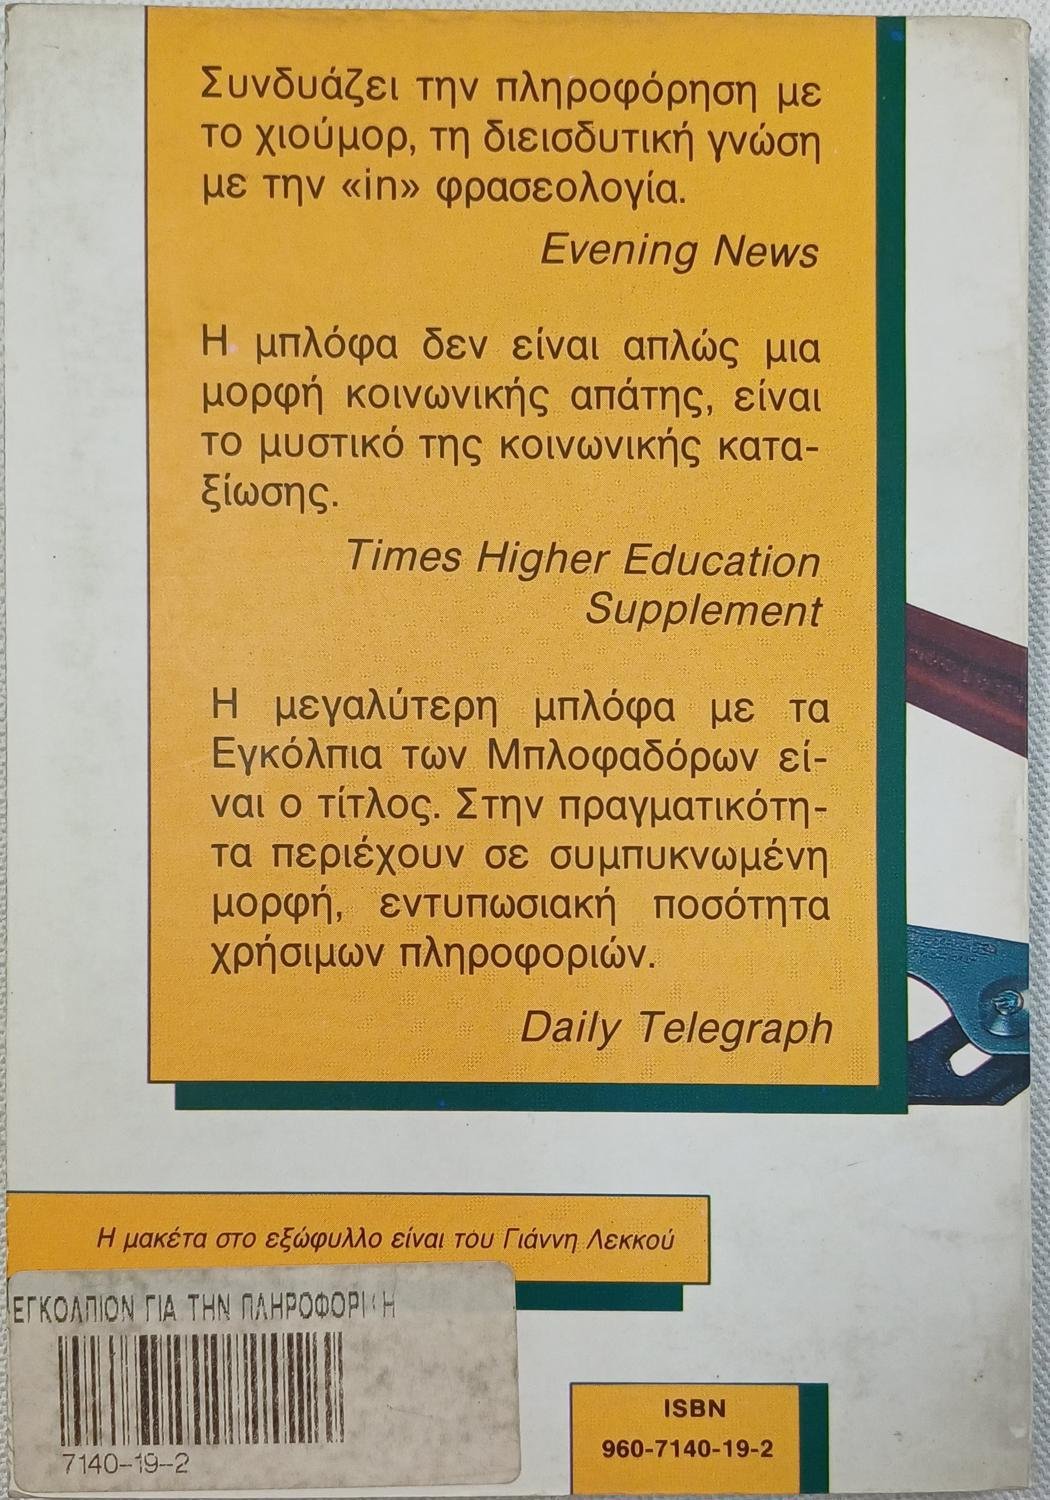 Συνδυάζει την πληροφόρηση με
το χιούμορ, τη διεισδυτική γνώση
με την «in» φρασεολογία.
Evening News
Η μπλόφα δεν είναι απλώς μια
μορφή κοινωνικής απάτης, είναι
το μυστικό της κοινωνικής κατα-
ξίωσης.
Times Higher Education
Supplement
Η μεγαλύτερη μπλόφα με τα
Εγκόλπια των Μπλοφαδόρων εί-
ναι ο τίτλος. Στην πραγματικότη-
τα περιέχουν σε συμπυκνωμένη
μορφή, εντυπωσιακή ποσότητα
χρήσιμων πληροφοριών.
Daily Telegraph
Η μακέτα στο εξώφυλλο είναι του Γιάννη Λεκκού
ΕΓΚΟΛΠΙΟΝ ΓΙΑ ΤΗΝ ΠΛΗΡΟΦΟΡΙΚΗ
7140-19-2
ISBN
960-7140-19-2